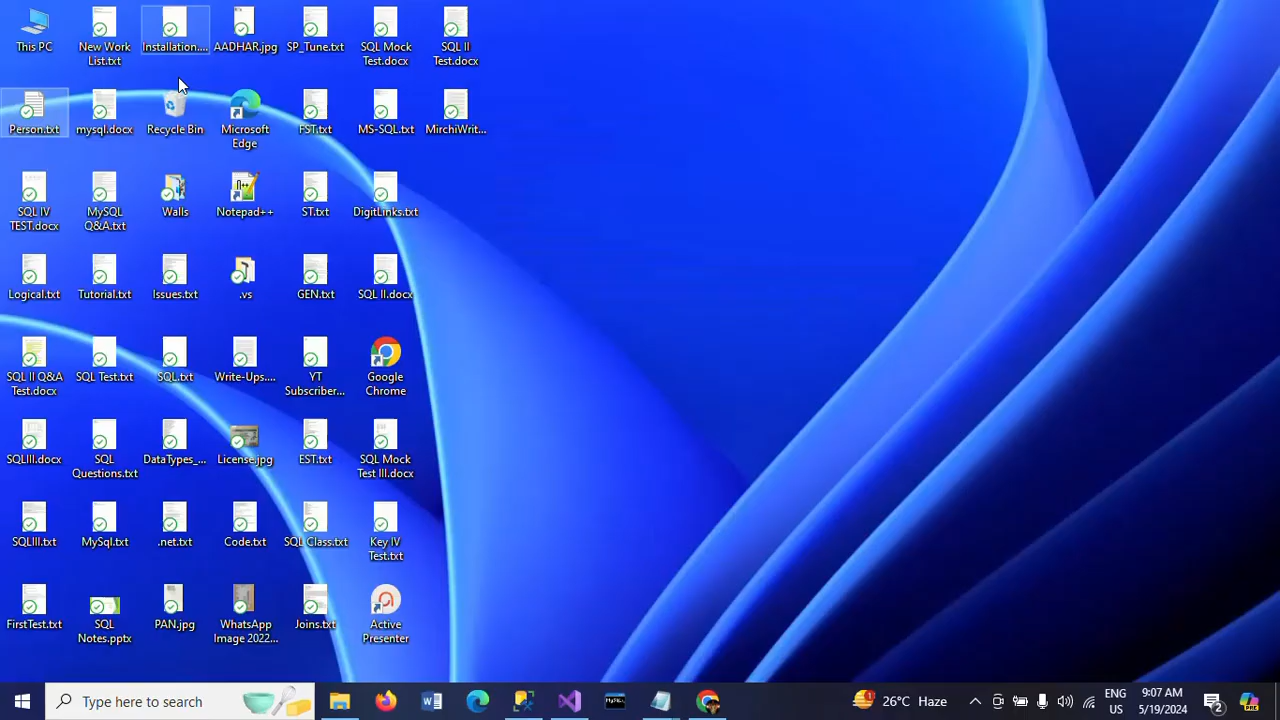 This PC
New Work
List.txt
Installation....
AADHAR.jpg
SP_Tune.txt
SQL Mock
Test.docx
SQL II
Test.docx
Person.txt
mysql.docx
Recycle Bin
Microsoft
Edge
FST.txt
MS-SQL.txt
MirchiWrit...
SQL IV
TEST.docx
MySQL
Q&A.txt
Walls
Notepad++
ST.txt
DigitLinks.txt
Logical.txt
Tutorial.txt
Issues.txt
.vs
GEN.txt
SQL II.docx
SQL II Q&A
Test.docx
SQL Test.txt
SQL.txt
Write-Ups....
YT
Subscriber...
Google
Chrome
SQLIII.docx
SQL
Questions.txt
DataTypes_...
License.jpg
EST.txt
SQL Mock
Test III.docx
SQLIII.txt
MySql.txt
.net.txt
Code.txt
SQL Class.txt
Key IV
Test.txt
FirstTest.txt
SQL
Notes.pptx
PAN.jpg
WhatsApp
Image 2022...
Joins.txt
Active
Presenter
Type here to search
26°C Haze
ENG
US
9:07 AM
5/19/2024